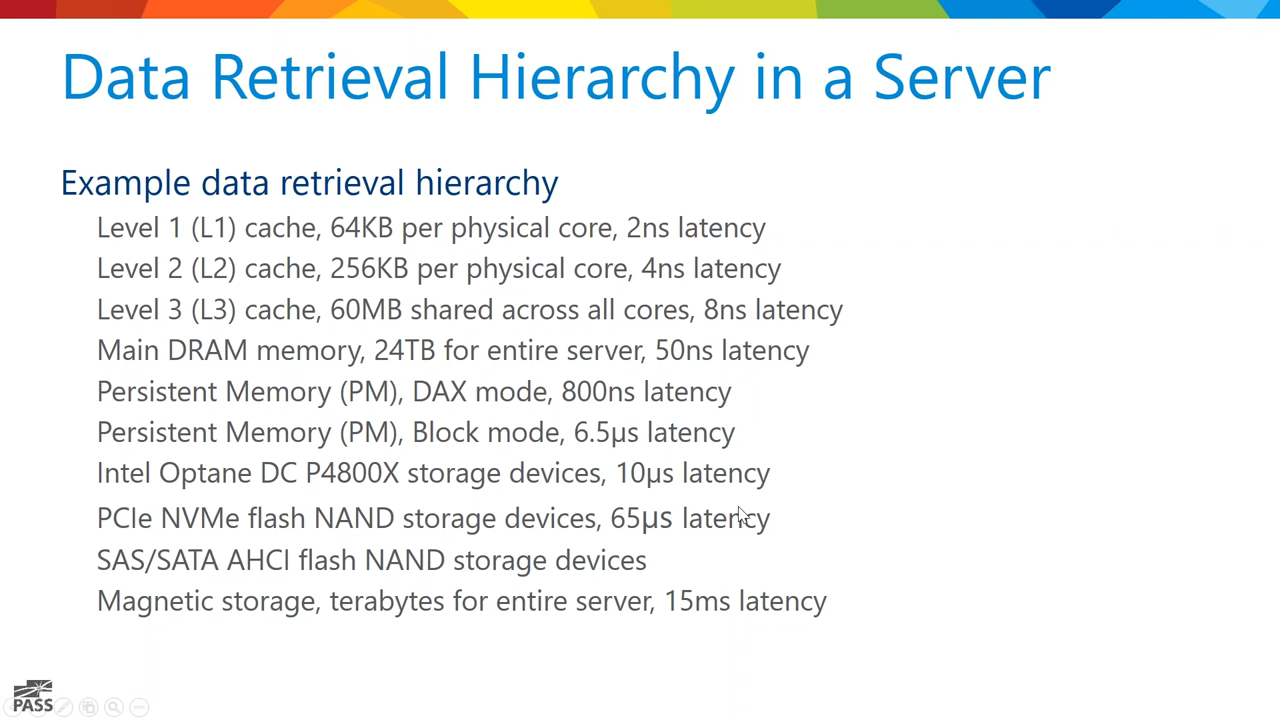 Data Retrieval Hierarchy in a Server
Example data retrieval hierarchy
Level 1 (L1) cache, 64KB per physical core, 2ns latency
Level 2 (L2) cache, 256KB per physical core, 4ns latency
Level 3 (L3) cache, 60MB shared across all cores, 8ns latency
Main DRAM memory, 24TB for entire server, 50ns latency
Persistent Memory (PM), DAX mode, 800ns latency
Persistent Memory (PM), Block mode, 6.5µs latency
Intel Optane DC P4800X storage devices, 10µs latency
PCIe NVMe flash NAND storage devices, 65µs latency
SAS/SATA AHCI flash NAND storage devices
Magnetic storage, terabytes for entire server, 15ms latency
PASS